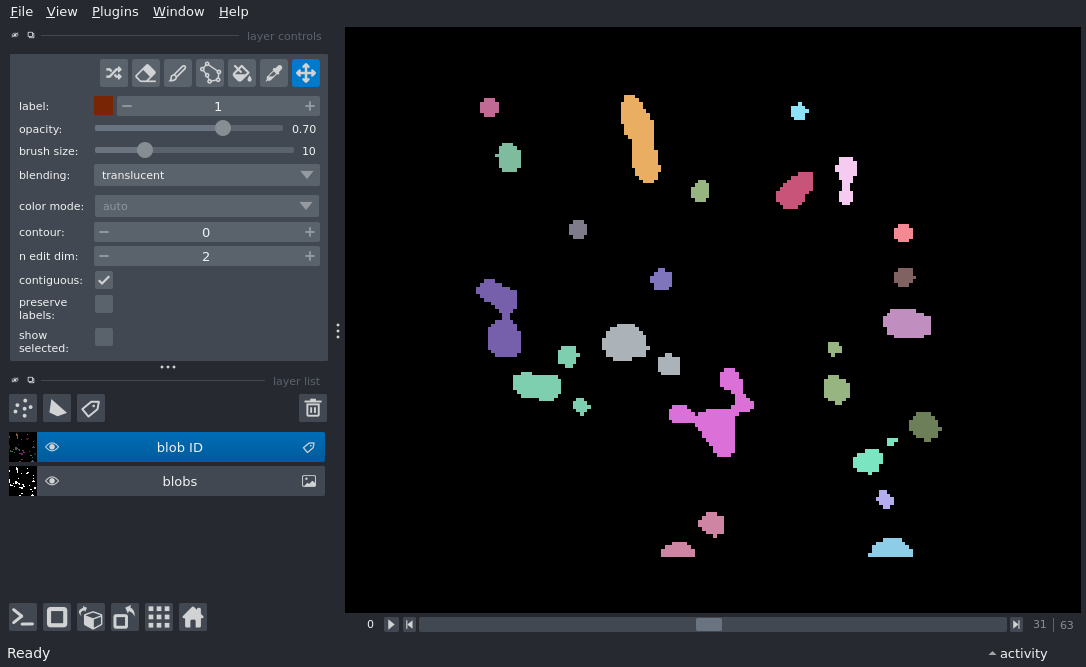 File View Plugins Window Help
layer controls
label: 1
opacity: 0.70
brush size: 10
blending: translucent
color mode: auto
contour: 0
n edit dim: 2
contiguous:
preserve
labels:
show
selected:
layer list
blob ID
blobs
0 31 | 63
Ready
activity